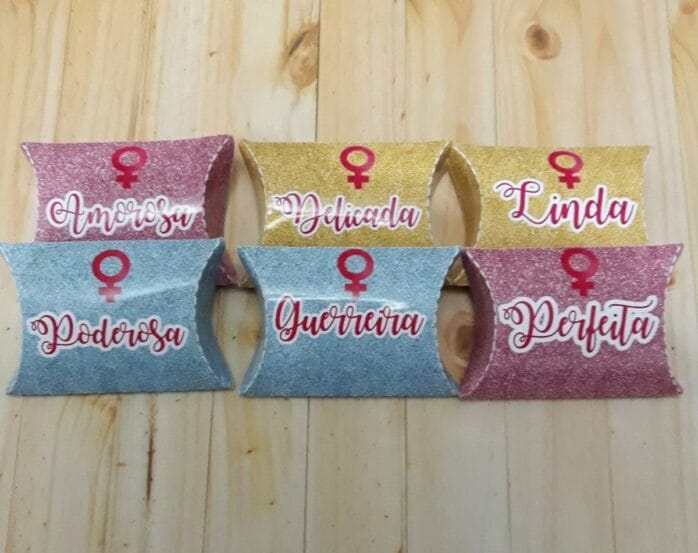 Amorosa
Delicada
Linda
Poderosa
Guerreira
Perfeita